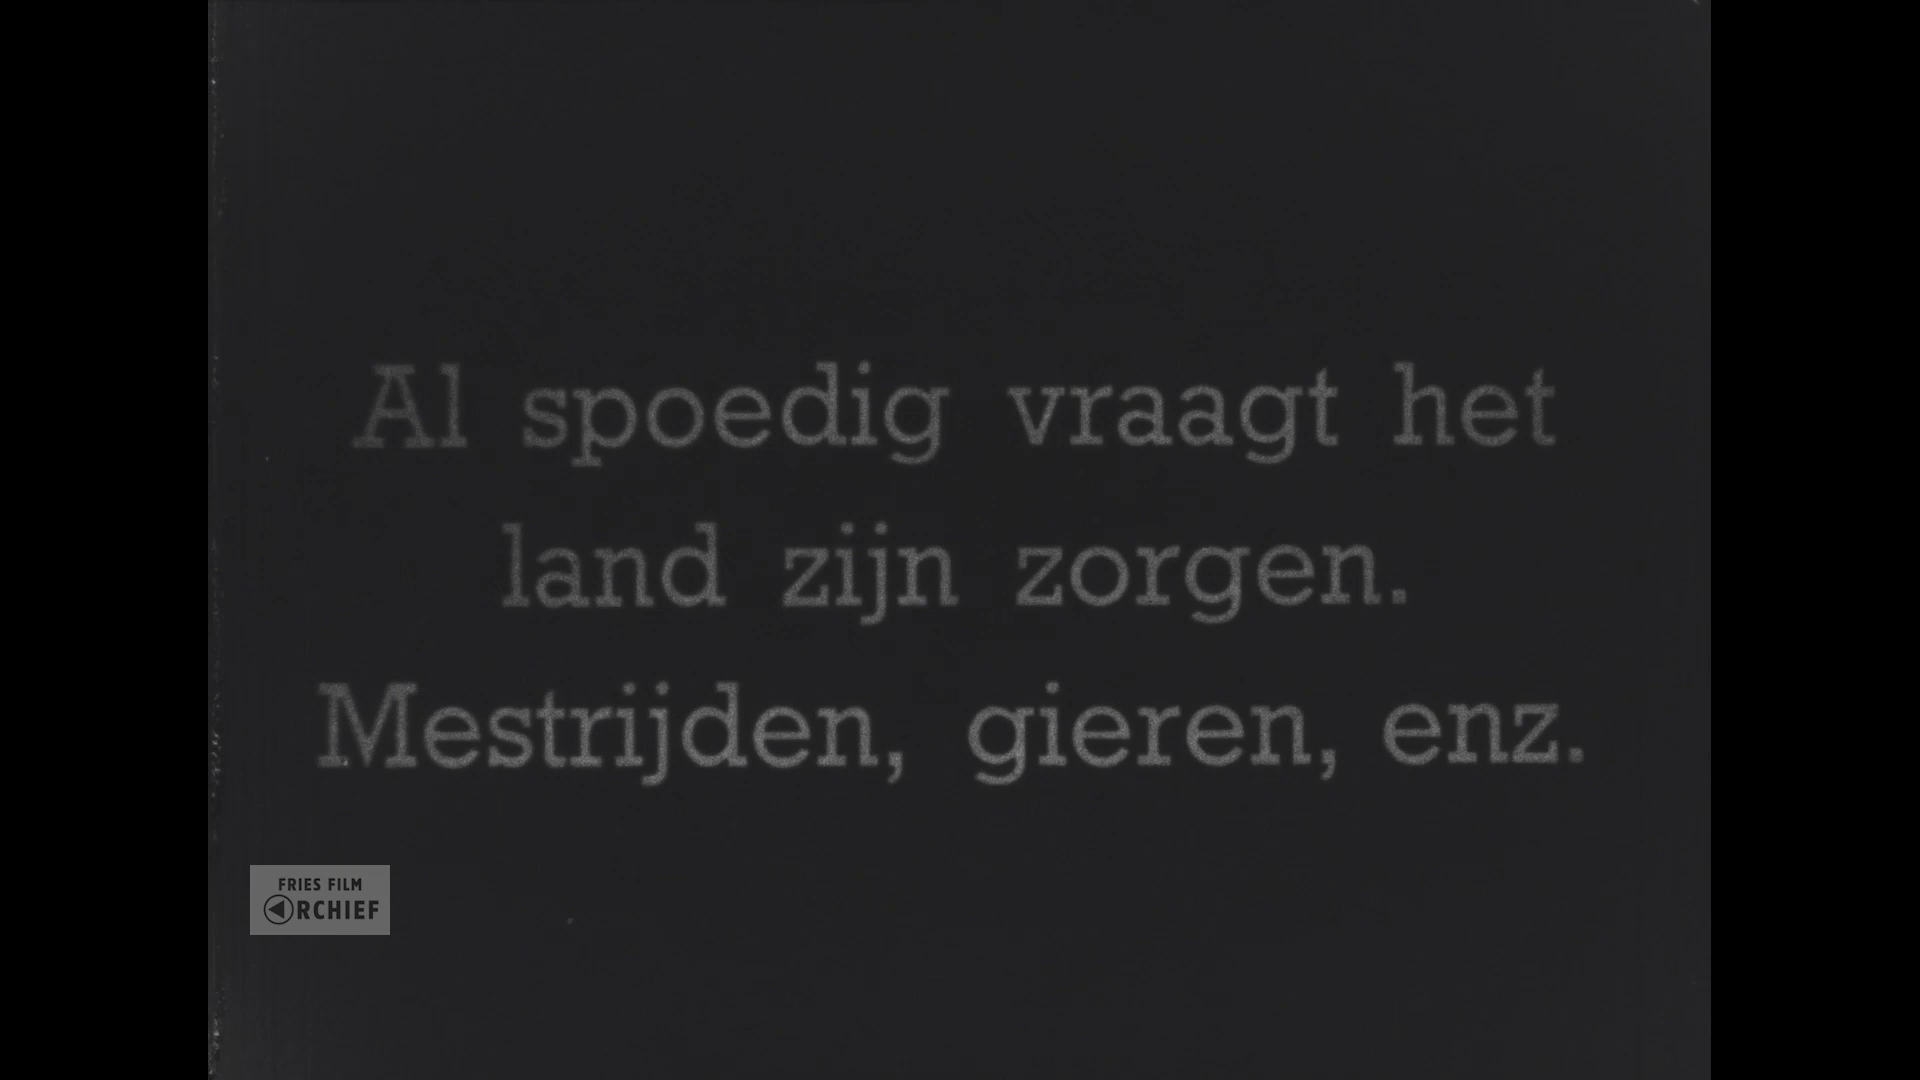 Al spoedig vraagt het
land zijn zorgen.
Mestrijden, gieren, enz.
FRIES FILM
ARCHIEF